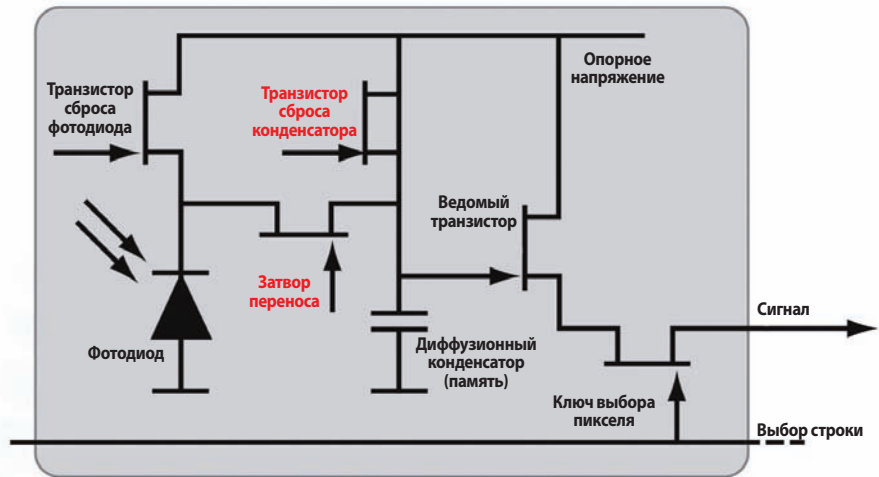 Транзистор
сброса
фотодиода
Транзистор
сброса
конденсатора
Опорное
напряжение
Ведомый
транзистор
Затвор
переноса
Фотодиод
Диффузионный
конденсатор
(память)
Сигнал
Ключ выбора
пикселя
Выбор строки